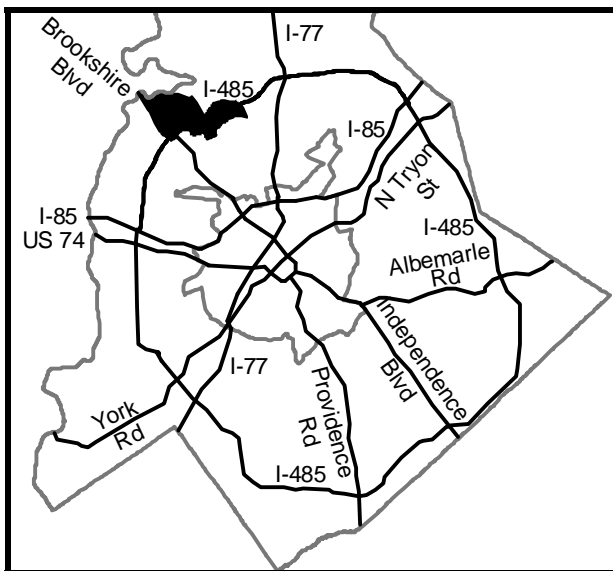 I-77
Brookshire
Blvd
I-485
I-85
N Tryon
St
I-85
US 74
I-485
Albemarle
Rd
Independence
Blvd
I-77
Providence
Rd
York
Rd
I-485